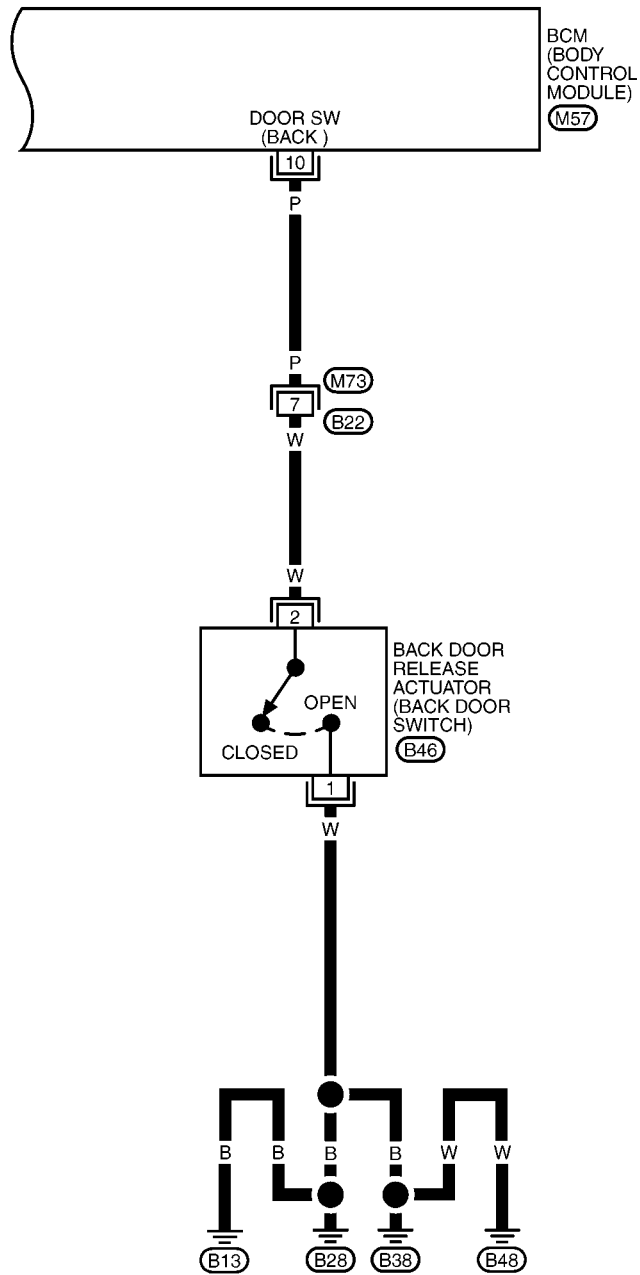 BCM
(BODY
CONTROL
MODULE)
M57
DOOR SW
(BACK )
10
P
P
M73
7
B22
W
W
2
BACK DOOR
RELEASE
ACTUATOR
(BACK DOOR
SWITCH)
B46
OPEN
CLOSED
1
W
B B B B W W
B13 B28 B38 B48